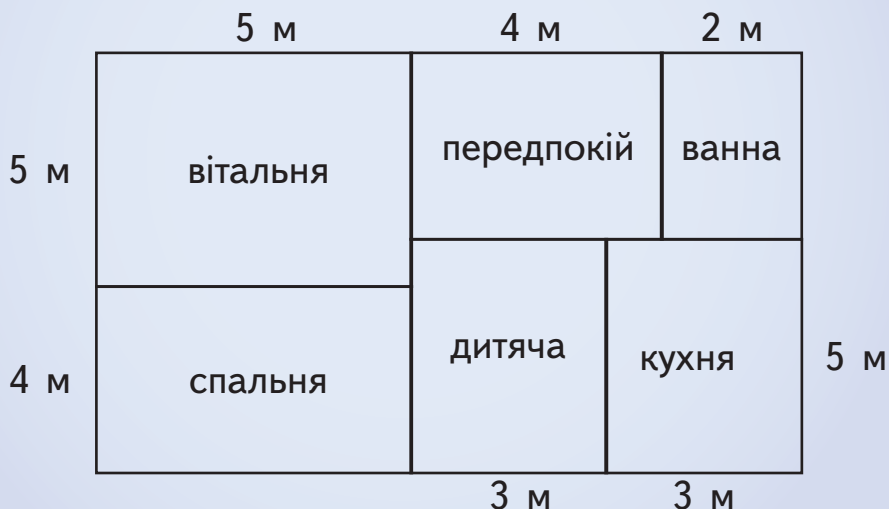 5 м 4 м 2 м
передпокій ванна
5 м вітальня
дитяча кухня 5 м
4 м спальня
3 м 3 м